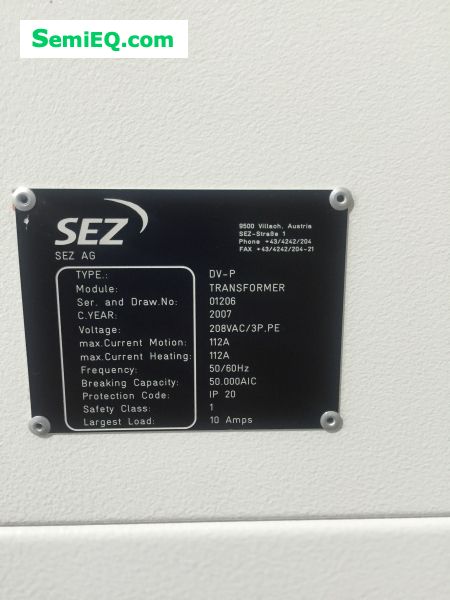 SemiEQ.com
SEZ
SEZ AG
9500 Villach, Austria
SEZ-Straße 1
Phone +43/4242/204
FAX +43/4242/204-21
TYPE.: DV-P
Module: TRANSFORMER
Ser. and Draw.No: 01206
C.YEAR: 2007
Voltage: 208VAC/3P.PE
max.Current Motion: 112A
max.Current Heating: 112A
Frequency: 50/60Hz
Breaking Capacity: 50.000AIC
Protection Code: IP 20
Safety Class: 1
Largest Load: 10 Amps